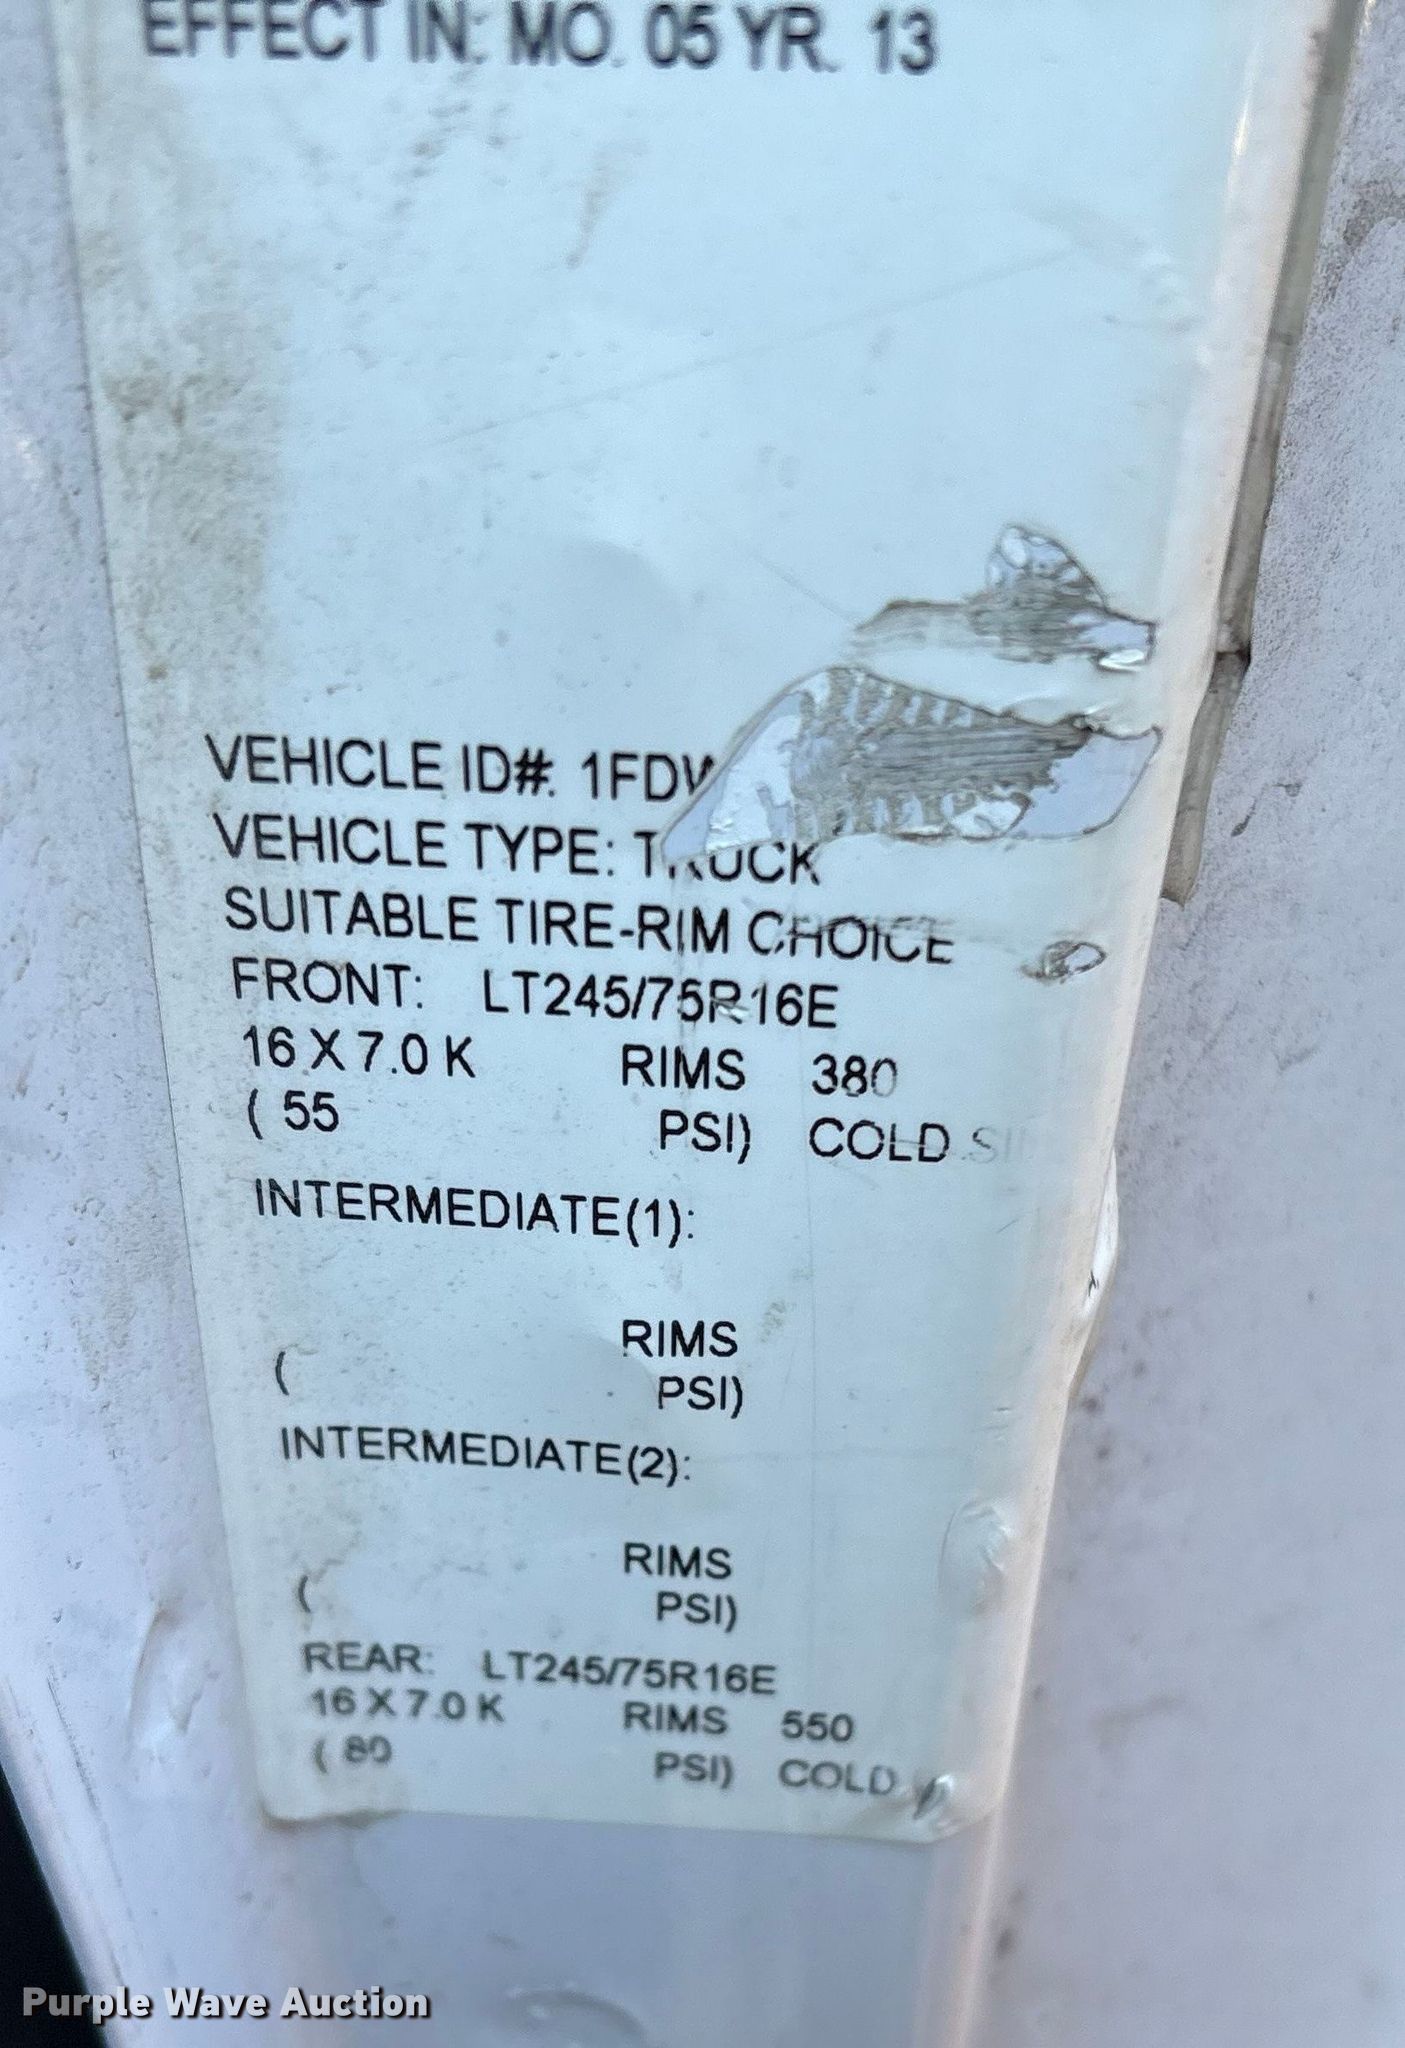 EFFECT IN: MO. 05 YR. 13
VEHICLE ID#. 1FDW
VEHICLE TYPE: TRUCK
SUITABLE TIRE-RIM CHOICE
FRONT: LT245/75R16E
16 X 7.0 K RIMS 380
( 55 PSI) COLD
INTERMEDIATE(1):
RIMS
( PSI)
INTERMEDIATE(2):
RIMS
( PSI)
REAR: LT245/75R16E
16 X 7.0 K RIMS 550
( 80 PSI) COLD
Purple Wave Auction